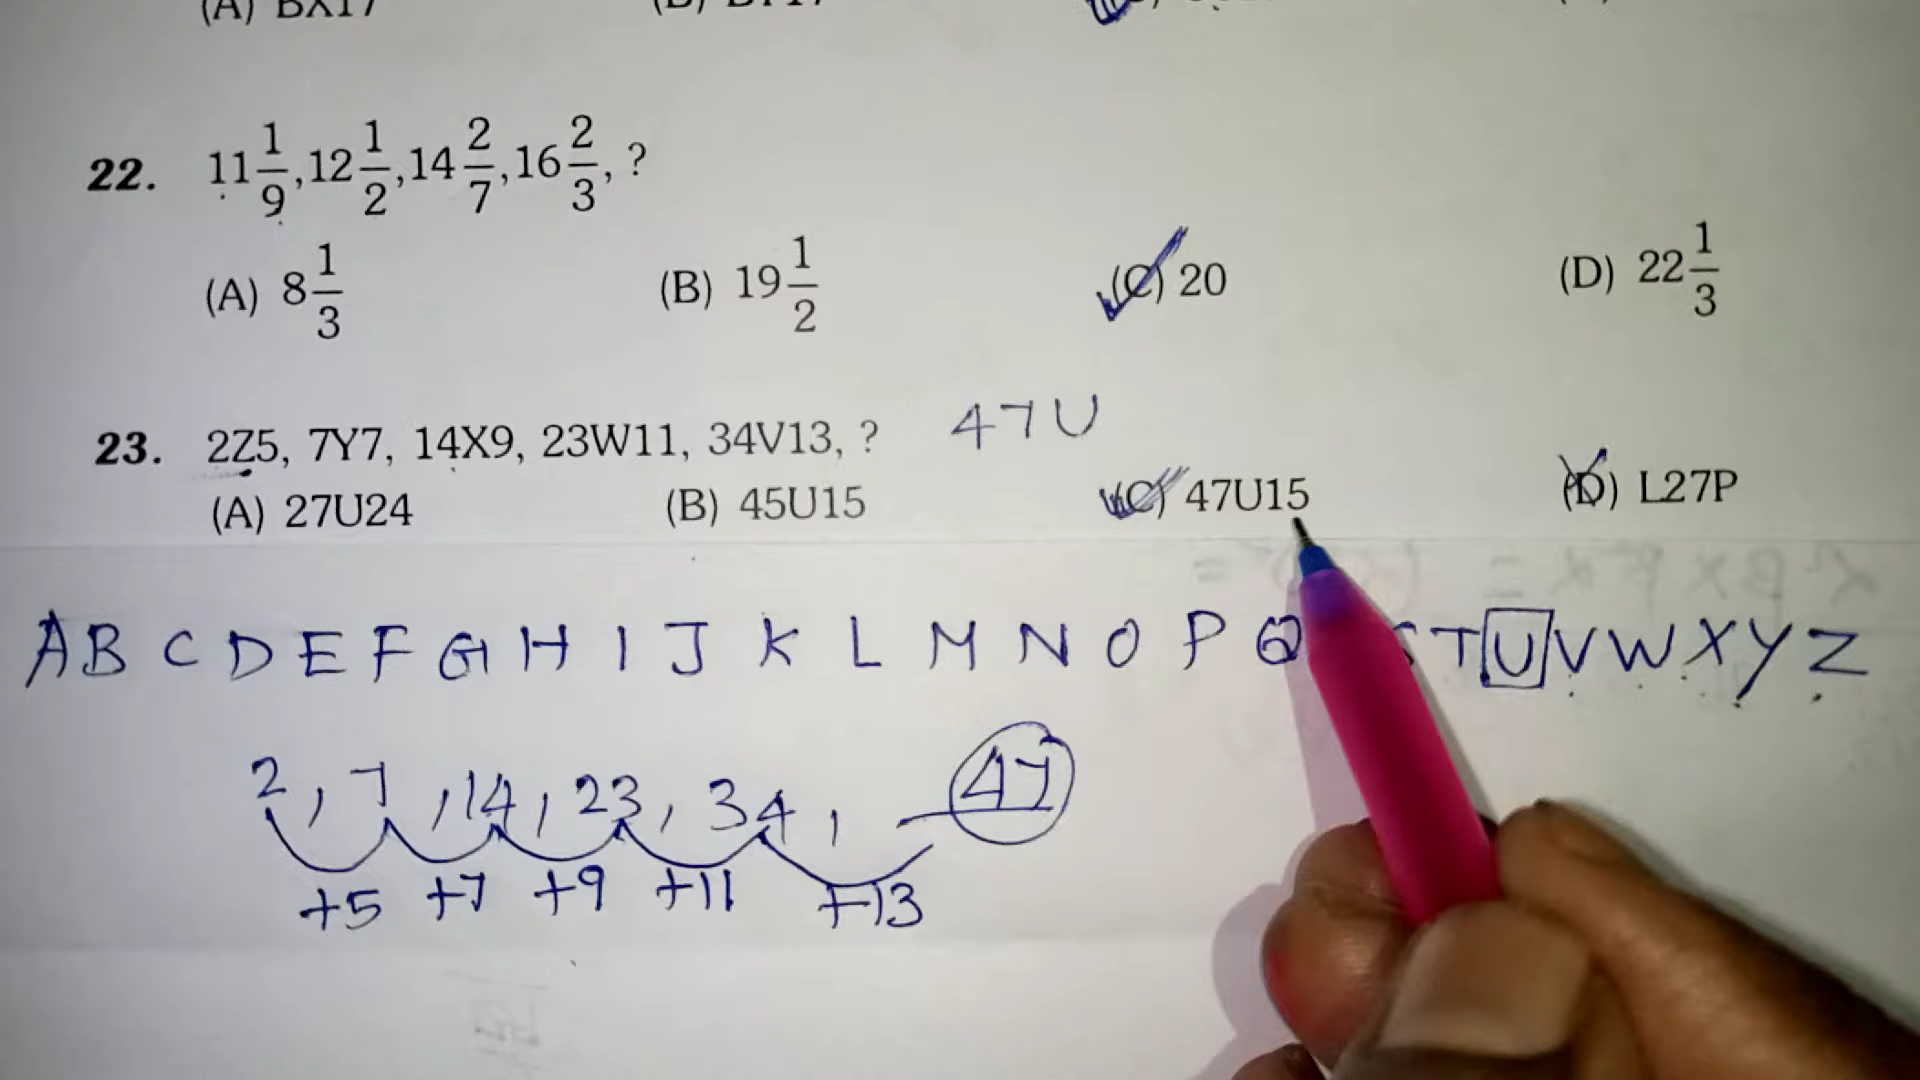 (A) BX17
22. 11 1/9, 12 1/2, 14 2/7, 16 2/3, ?
(A) 8 1/3 (B) 19 1/2 (C) 20 (D) 22 1/3
23. 2Z5, 7Y7, 14X9, 23W11, 34V13, ? 47U
(A) 27U24 (B) 45U15 (C) 47U15 (D) L27P
A B C D E F G H I J K L M N O P Q T U V W X Y Z
2, 7, 14, 23, 34, 47
+5 +7 +9 +11 +13